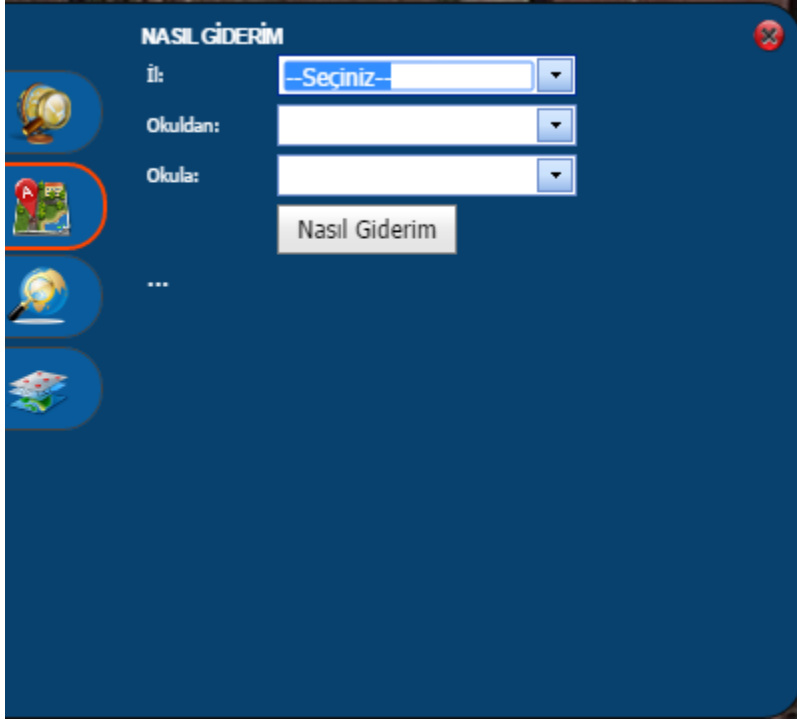 NASIL GİDERİM
İl: --Seçiniz--
Okuldan:
Okula:
Nasıl Giderim
...
A